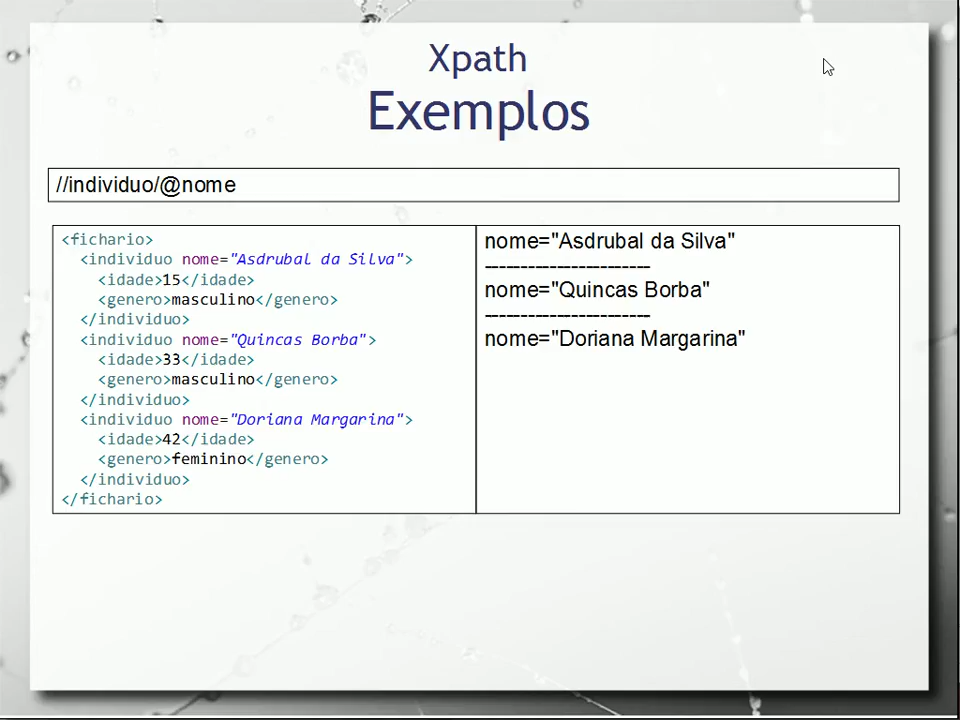 Xpath
Exemplos
//individuo/@nome
<fichario>
<individuo nome="Asdrubal da Silva">
<idade>15</idade>
<genero>masculino</genero>
</individuo>
<individuo nome="Quincas Borba">
<idade>33</idade>
<genero>masculino</genero>
</individuo>
<individuo nome="Doriana Margarina">
<idade>42</idade>
<genero>feminino</genero>
</individuo>
</fichario>
nome="Asdrubal da Silva"
-----------------------
nome="Quincas Borba"
-----------------------
nome="Doriana Margarina"